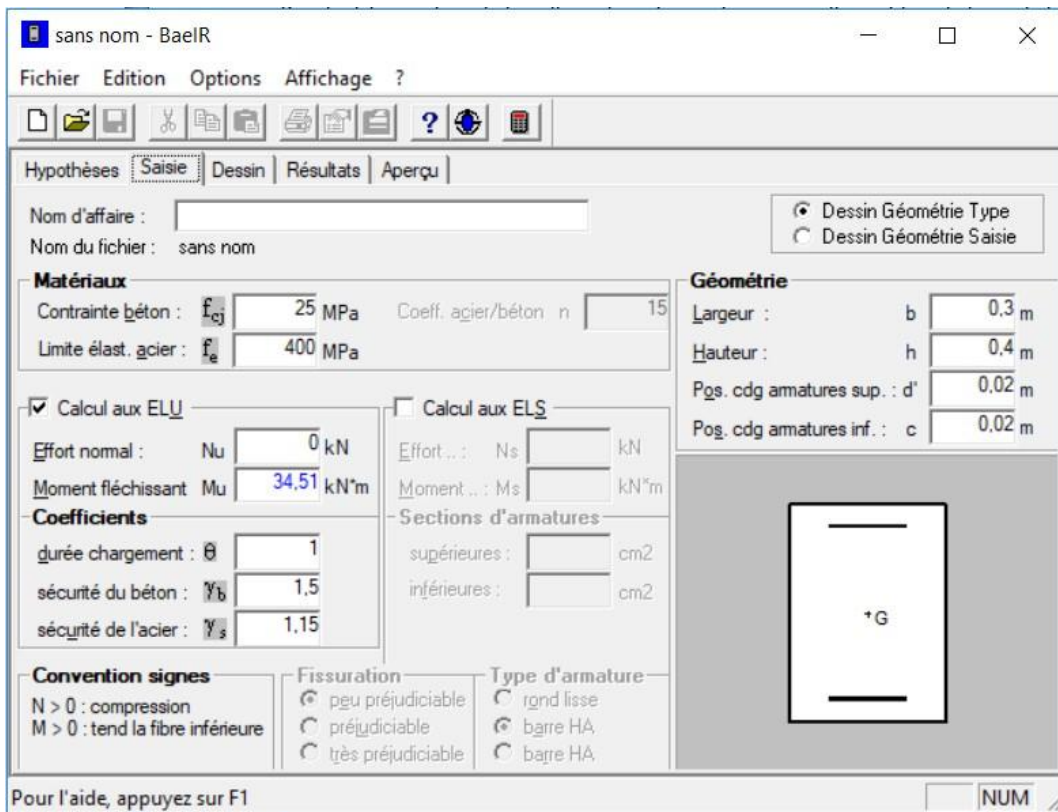 sans nom - BaelR
Fichier Edition Options Affichage ?
Hypothèses Saisie Dessin Résultats Aperçu
Nom d'affaire :
Nom du fichier : sans nom
Dessin Géométrie Type
Dessin Géométrie Saisie
Matériaux
Contrainte béton : fcj 25 MPa Coeff. acier/béton n 15
Limite élast. acier : fe 400 MPa
Géométrie
Largeur : b 0,3 m
Hauteur : h 0,4 m
Pos. cdg armatures sup. : d' 0,02 m
Pos. cdg armatures inf. : c 0,02 m
Calcul aux ELU
Effort normal : Nu 0 kN
Moment fléchissant Mu 34,51 kN*m
Calcul aux ELS
Effort .. : Ns kN
Moment .. : Ms kN*m
Coefficients
durée chargement : θ 1
sécurité du béton : γb 1,5
sécurité de l'acier : γs 1,15
Sections d'armatures
supérieures : cm2
inférieures : cm2
+G
Convention signes
N > 0 : compression
M > 0 : tend la fibre inférieure
Fissuration
peu préjudiciable
préjudiciable
très préjudiciable
Type d'armature
rond lisse
barre HA
barre HA
Pour l'aide, appuyez sur F1 NUM